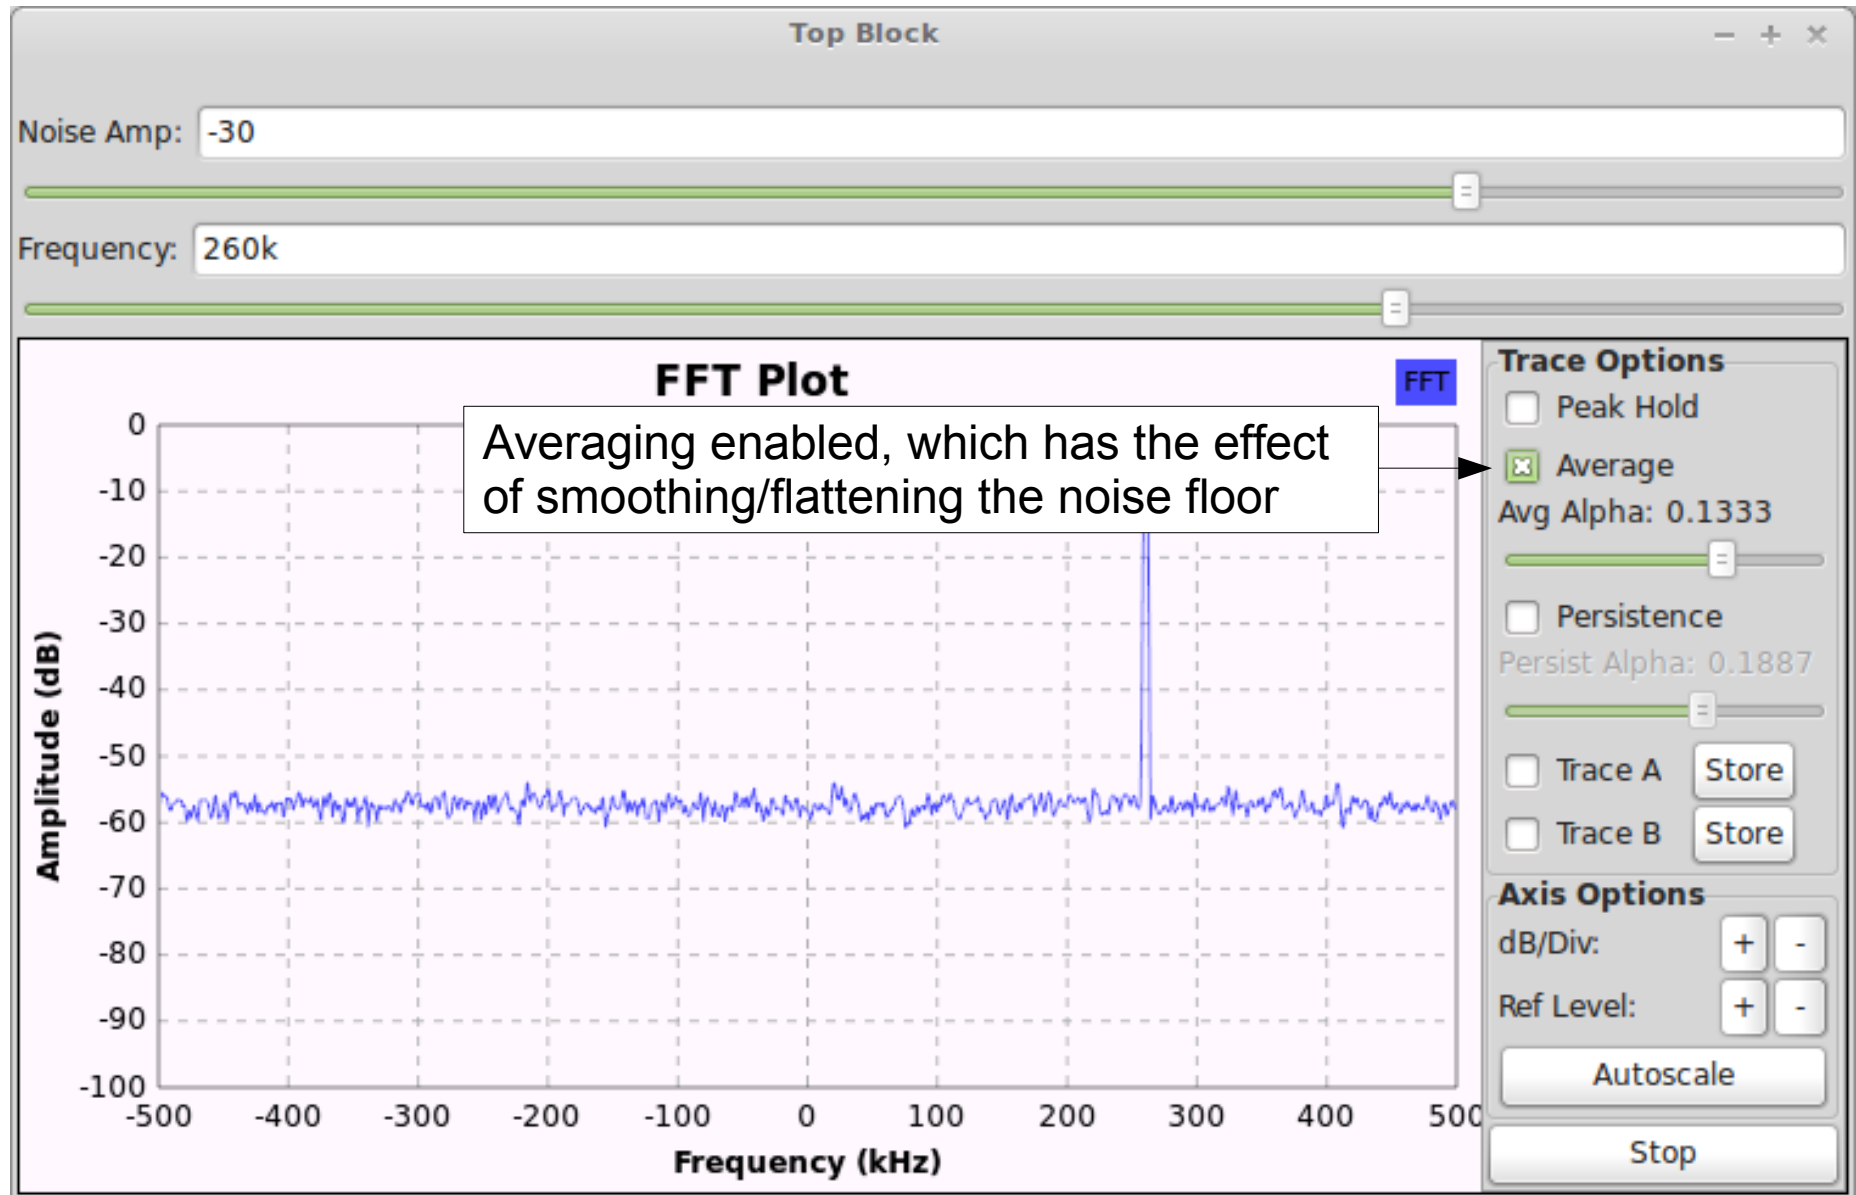 Top Block
Noise Amp: -30
Frequency: 260k
FFT Plot
FFT
Averaging enabled, which has the effect
of smoothing/flattening the noise floor
0
-10
-20
-30
-40
-50
-60
-70
-80
-90
-100
Amplitude (dB)
-500 -400 -300 -200 -100 0 100 200 300 400 500
Frequency (kHz)
Trace Options
Peak Hold
Average
Avg Alpha: 0.1333
Persistence
Persist Alpha: 0.1887
Trace A Store
Trace B Store
Axis Options
dB/Div: + -
Ref Level: + -
Autoscale
Stop